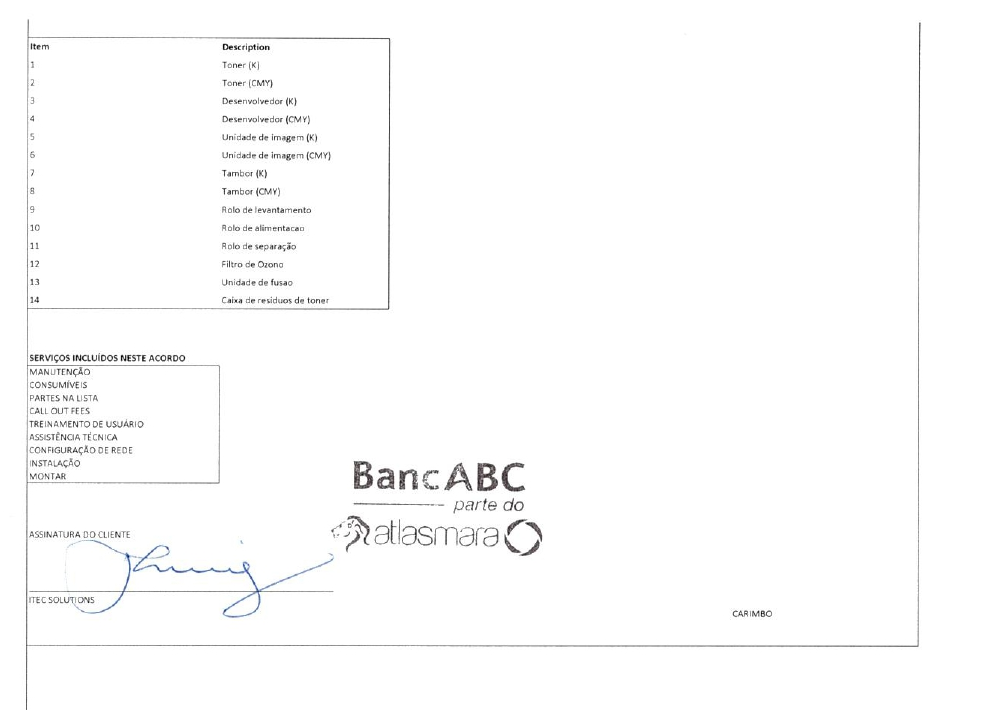 Item Description
1 Toner (K)
2 Toner (CMY)
3 Desenvolvedor (K)
4 Desenvolvedor (CMY)
5 Unidade de imagem (K)
6 Unidade de imagem (CMY)
7 Tambor (K)
8 Tambor (CMY)
9 Rolo de levantamento
10 Rolo de alimentacao
11 Rolo de separação
12 Filtro de Ozono
13 Unidade de fusao
14 Caixa de residuos de toner
SERVIÇOS INCLUÍDOS NESTE ACORDO
MANUTENÇÃO
CONSUMÍVEIS
PARTES NA LISTA
CALL OUT FEES
TREINAMENTO DE USUÁRIO
ASSISTÊNCIA TÉCNICA
CONFIGURAÇÃO DE REDE
INSTALAÇÃO
MONTAR
BancABC
parte do
atlasmara
ASSINATURA DO CLIENTE
ITEC SOLUTIONS
CARIMBO